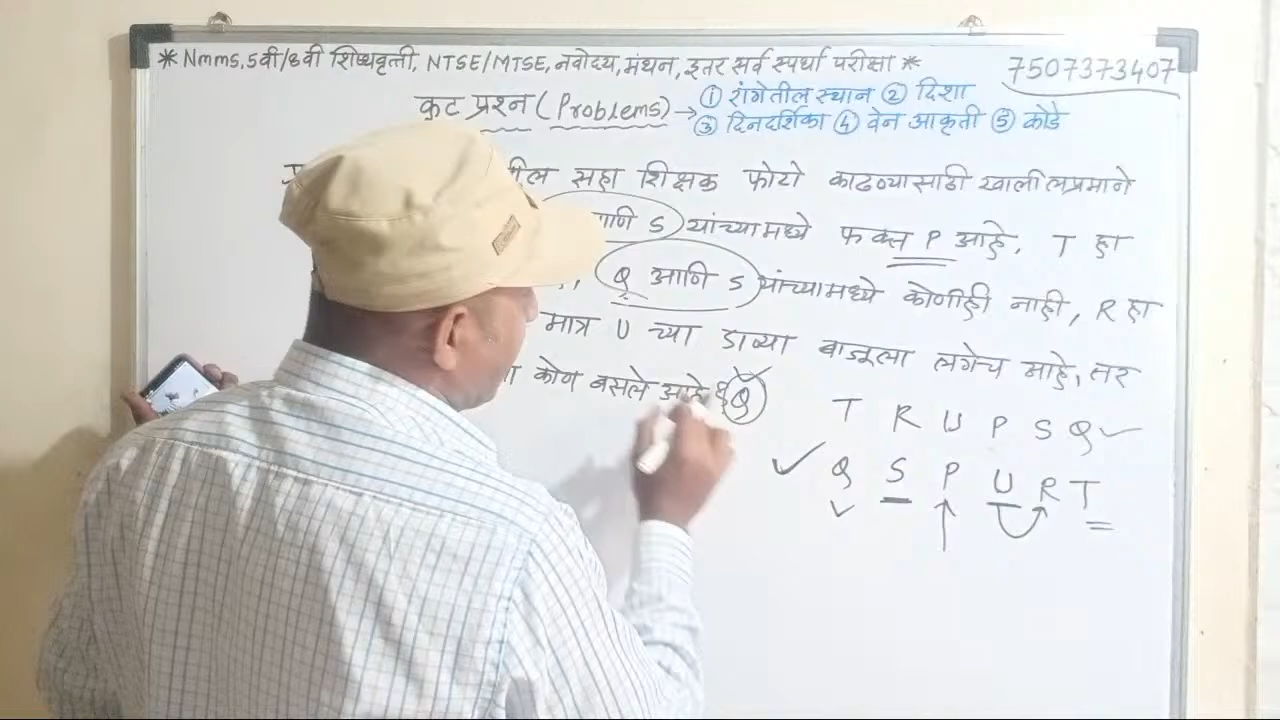 * Nmms, 5वी/8वी शिष्यवृत्ती, NTSE/MTSE, नवोदय, मंथन, इतर सर्व स्पर्धा परीक्षा *
7507373407
कुट प्रश्न (Problems) → ① रांगेतील स्थान ② दिशा
③ दिनदर्शिका ④ वेन आकृती ⑤ कोडे
सहा शिक्षक फोटो काढण्यासाठी खालीलप्रमाणे
S यांच्यामध्ये फक्त P आहे, T हा
Q आणि S यांच्यामध्ये कोणीही नाही, R हा
मात्र U च्या डाव्या बाजूला लगेच आहे, तर
कोण बसले आहे? Q
T R U P S Q
Q S P U R T